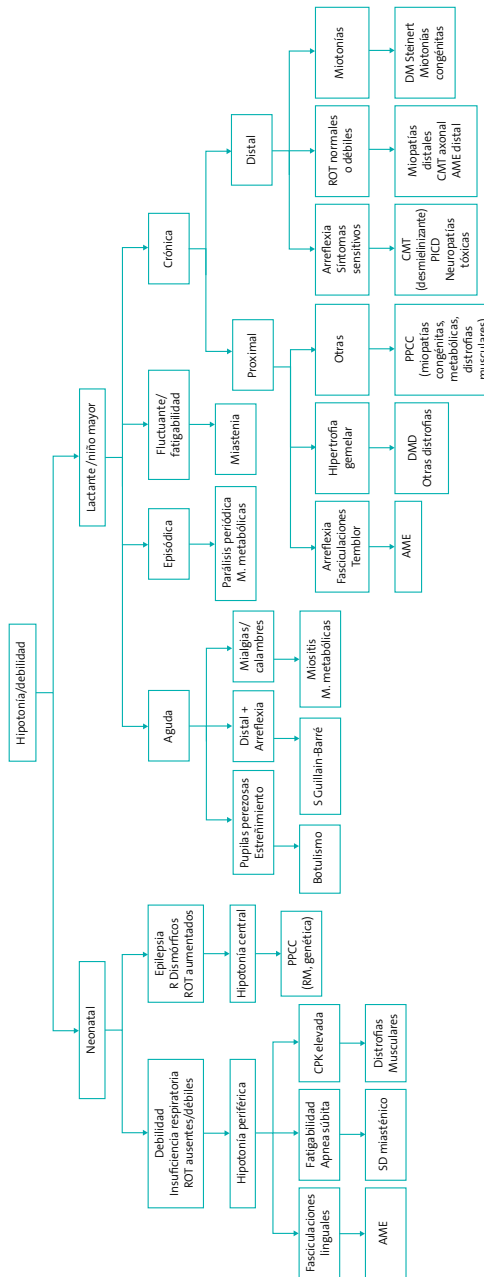 Hipotonia/debilidad
Neonatal
Lactante/niño mayor
Debilidad
Insuficiencia respiratoria
ROT ausentes/débiles
Epilepsia
R Dismórficos
ROT aumentados
Aguda
Episódica
Fluctuante/
fatigabilidad
Crónica
Hipotonía periférica
Hipotonía central
PPCC
(RM, genética)
Fasciculaciones
linguales
Fatigabilidad
Apnea súbita
CPK elevada
AME
SD miasténico
Distrofias
Musculares
Pupilas perezosas
Estreñimiento
Distal +
Arreflexia
Mialgias/
calambres
Botulismo
S Guillain-Barré
Miositis
M. metabólicas
Parálisis periódica
M. metabólicas
Miastenia
Proximal
Distal
Arreflexia
Fasciculaciones
Temblor
HIpertrofia
gemelar
Otras
AME
DMD
Otras distrofias
PPCC
(miopatías
congénitas,
metabólicas,
distrofias
musculares)
Arreflexia
Síntomas
sensitivos
ROT normales
o débiles
Miotonías
CMT
(desmielinizante)
PICD
Neuropatías
tóxicas
Miopatías
distales
CMT axonal
AME distal
DM Steinert
Miotonías
congénitas